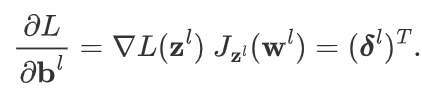 ∂L/∂b^l = ∇L(z^l) J_{z^l}(w^l) = (δ^l)^T.